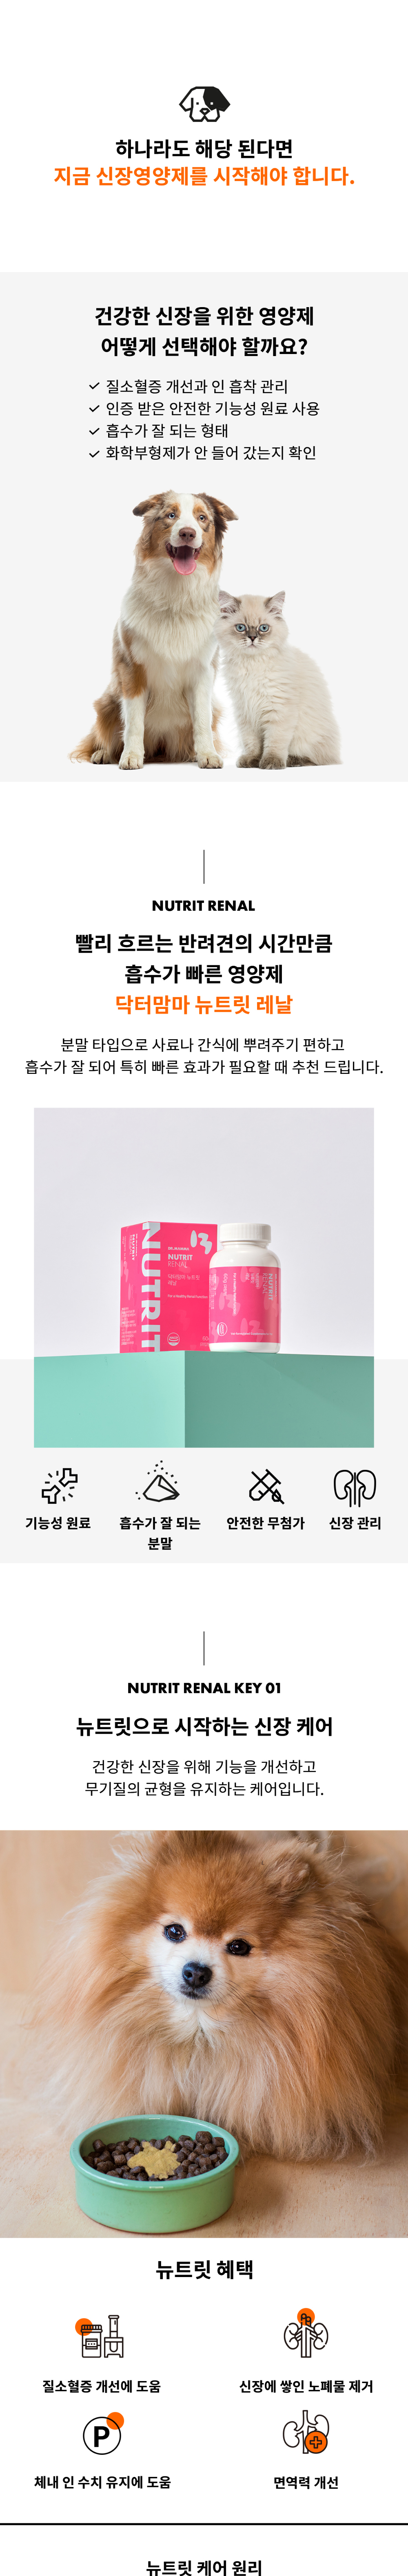 하나라도 해당 된다면
지금 신장영양제를 시작해야 합니다.
건강한 신장을 위한 영양제
어떻게 선택해야 할까요?
질소혈증 개선과 인 흡착 관리
인증 받은 안전한 기능성 원료 사용
흡수가 잘 되는 형태
화학부형제가 안 들어 갔는지 확인
NUTRIT RENAL
빨리 흐르는 반려견의 시간만큼
흡수가 빠른 영양제
닥터맘마 뉴트릿 레날
분말 타입으로 사료나 간식에 뿌려주기 편하고
흡수가 잘 되어 특히 빠른 효과가 필요할 때 추천 드립니다.
NUTRIT
DR.MAMMA
NUTRIT
RENAL
닥터맘마 뉴트릿
레날
NUTRIT
RENAL
기능성 원료
흡수가 잘 되는
분말
안전한 무첨가
신장 관리
NUTRIT RENAL KEY 01
뉴트릿으로 시작하는 신장 케어
건강한 신장을 위해 기능을 개선하고
무기질의 균형을 유지하는 케어입니다.
뉴트릿 혜택
질소혈증 개선에 도움
신장에 쌓인 노폐물 제거
P
체내 인 수치 유지에 도움
면역력 개선
뉴트릿 케어 원리